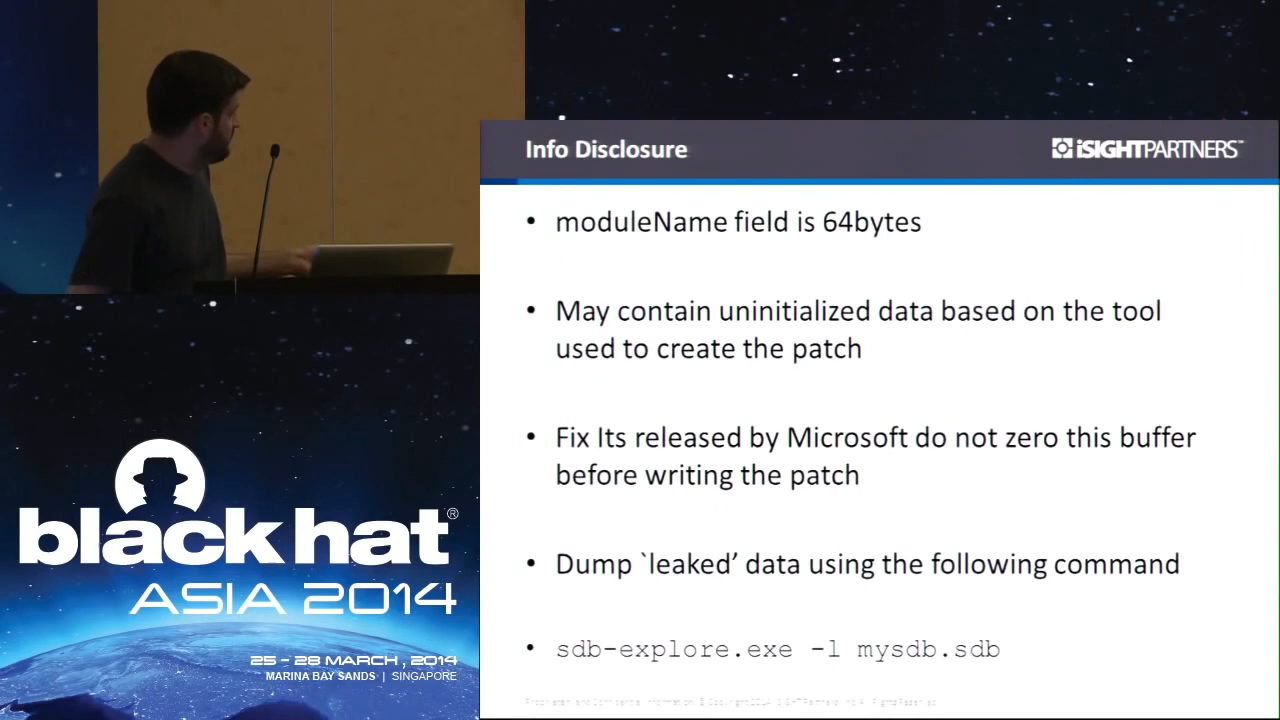 Info Disclosure
iSIGHTPARTNERS
• moduleName field is 64bytes
• May contain uninitialized data based on the tool
used to create the patch
• Fix Its released by Microsoft do not zero this buffer
before writing the patch
• Dump `leaked’ data using the following command
• sdb-explore.exe -l mysdb.sdb
black hat®
ASIA 2014
25 - 28 MARCH, 2014
MARINA BAY SANDS | SINGAPORE